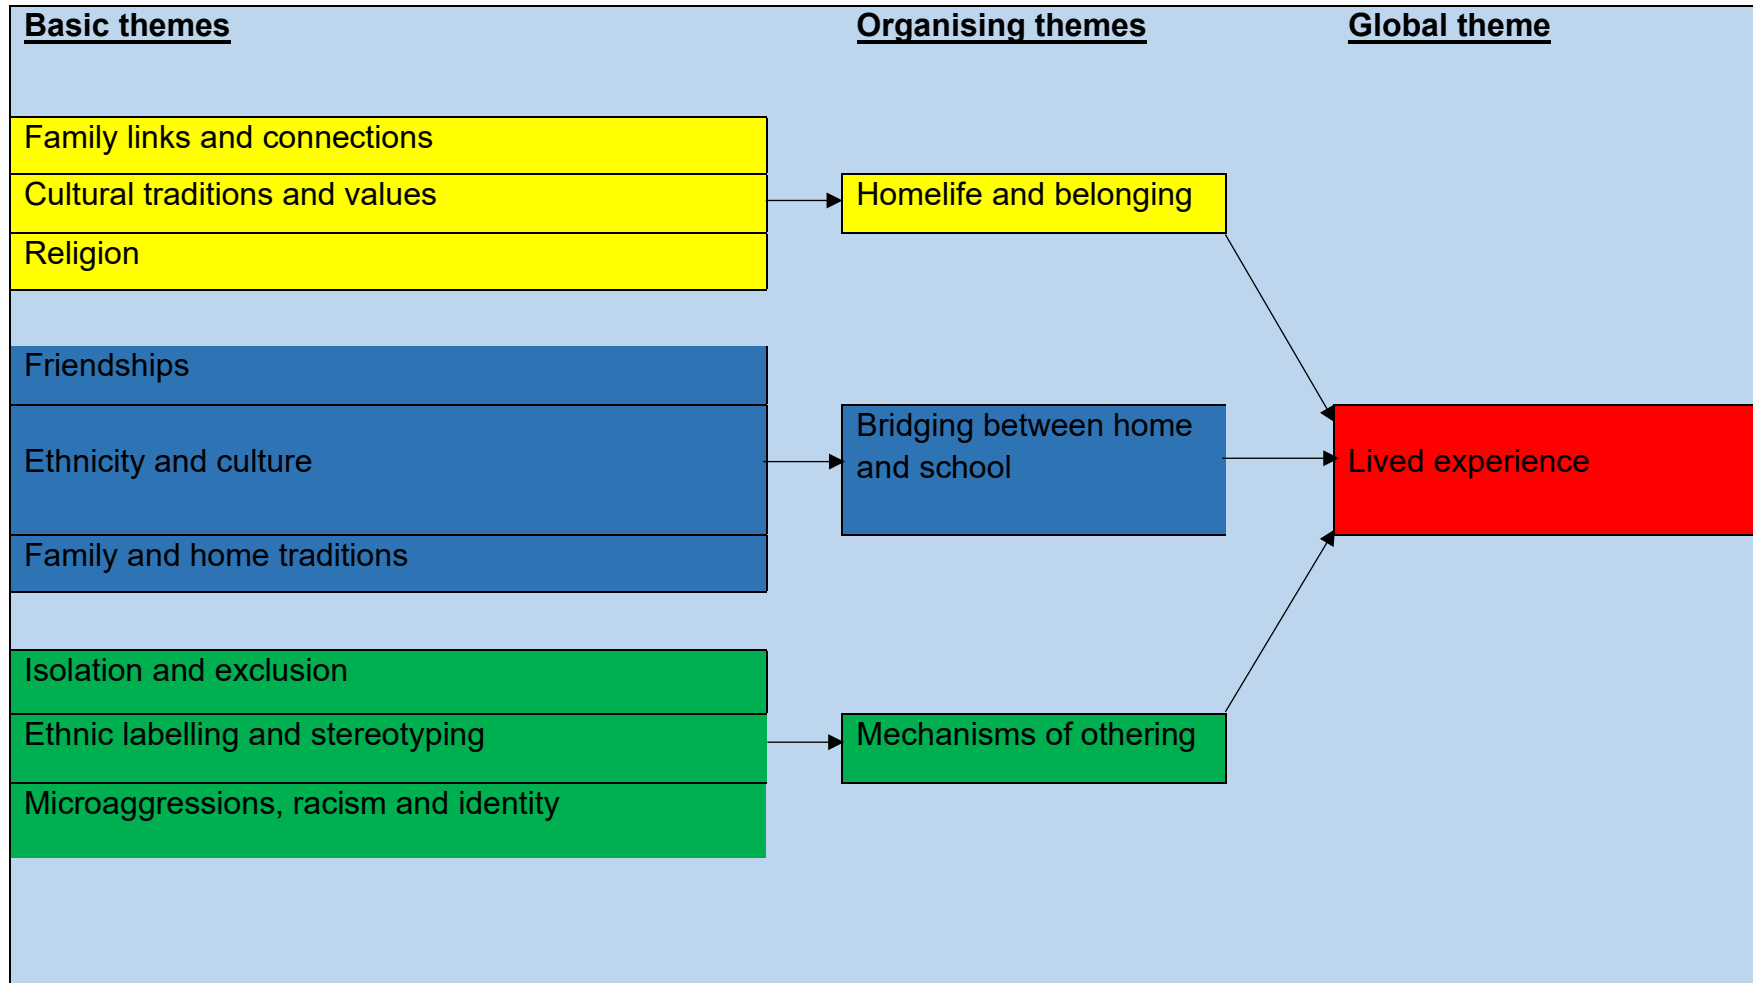 Basic themes
Organising themes
Global theme
Family links and connections
Cultural traditions and values
Homelife and belonging
Religion
Friendships
Ethnicity and culture
Bridging between home
and school
Lived experience
Family and home traditions
Isolation and exclusion
Ethnic labelling and stereotyping
Mechanisms of othering
Microaggressions, racism and identity